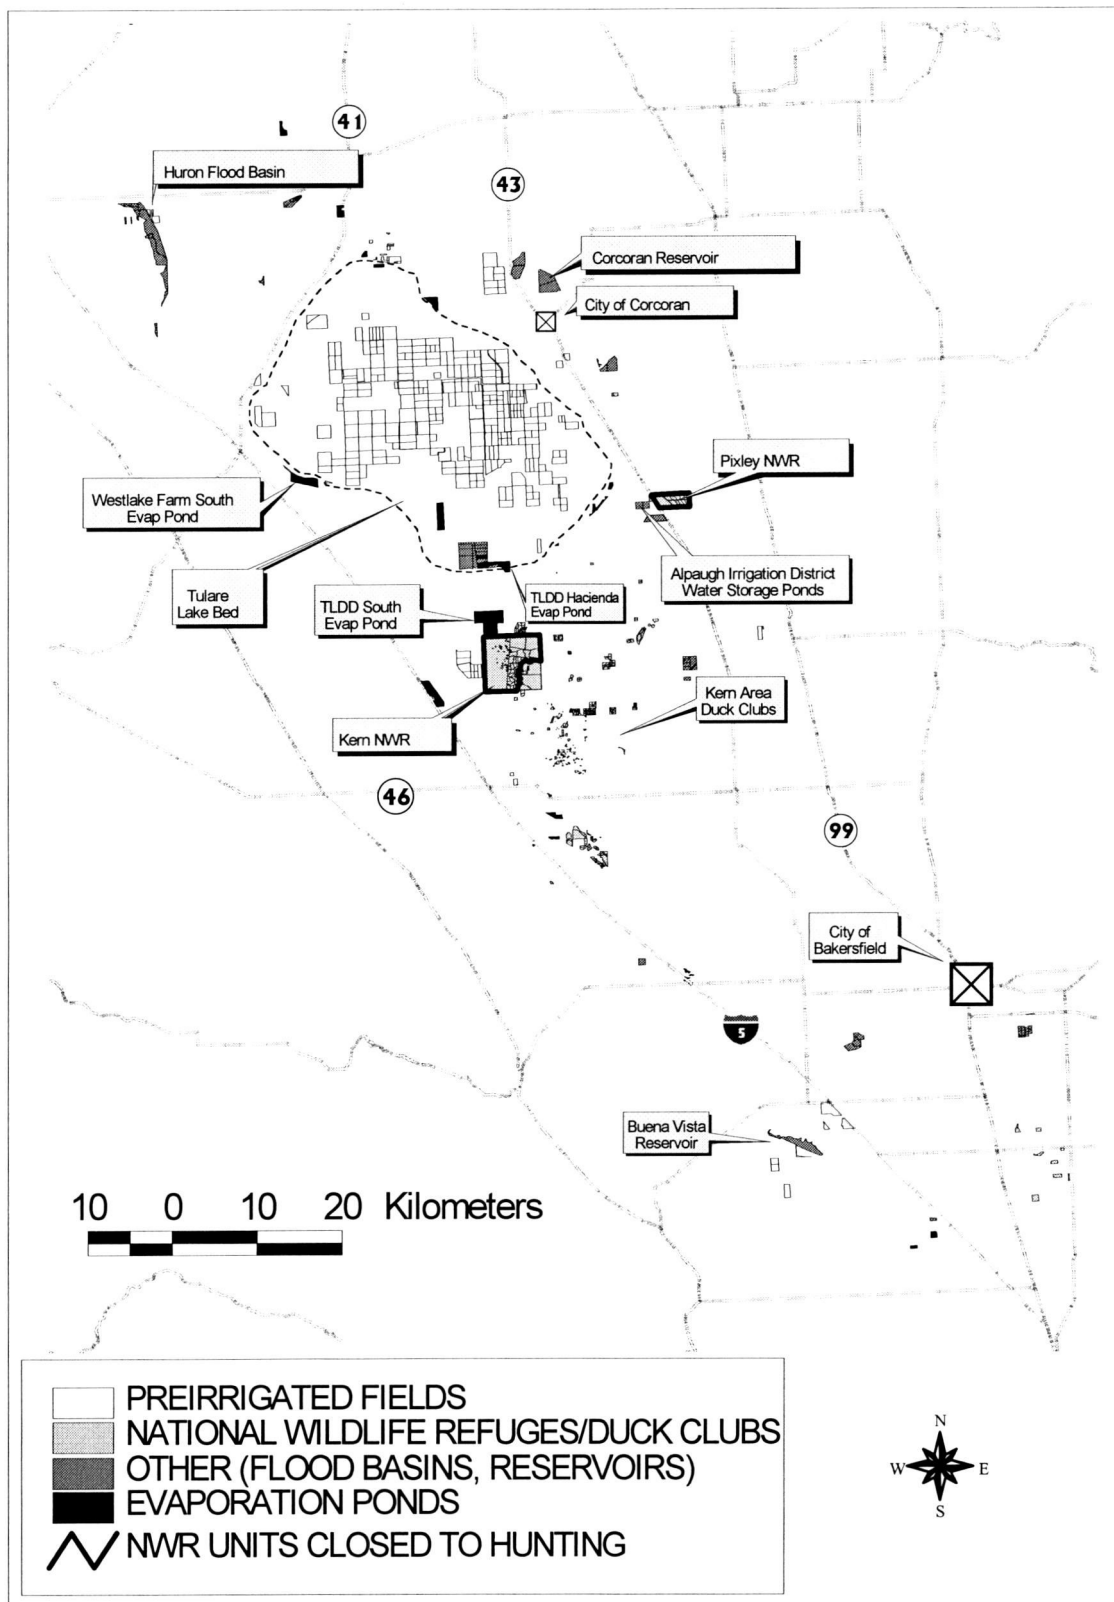 41
Huron Flood Basin
43
Corcoran Reservoir
City of Corcoran
Pixley NWR
Westlake Farm South
Evap Pond
Alpaugh Irrigation District
Water Storage Ponds
Tulare
Lake Bed
TLDD South
Evap Pond
TLDD Hacienda
Evap Pond
Kern Area
Duck Clubs
Kern NWR
46
99
City of
Bakersfield
5
Buena Vista
Reservoir
10 0 10 20 Kilometers
PREIRRIGATED FIELDS
NATIONAL WILDLIFE REFUGES/DUCK CLUBS
OTHER (FLOOD BASINS, RESERVOIRS)
EVAPORATION PONDS
NWR UNITS CLOSED TO HUNTING
N
W E
S